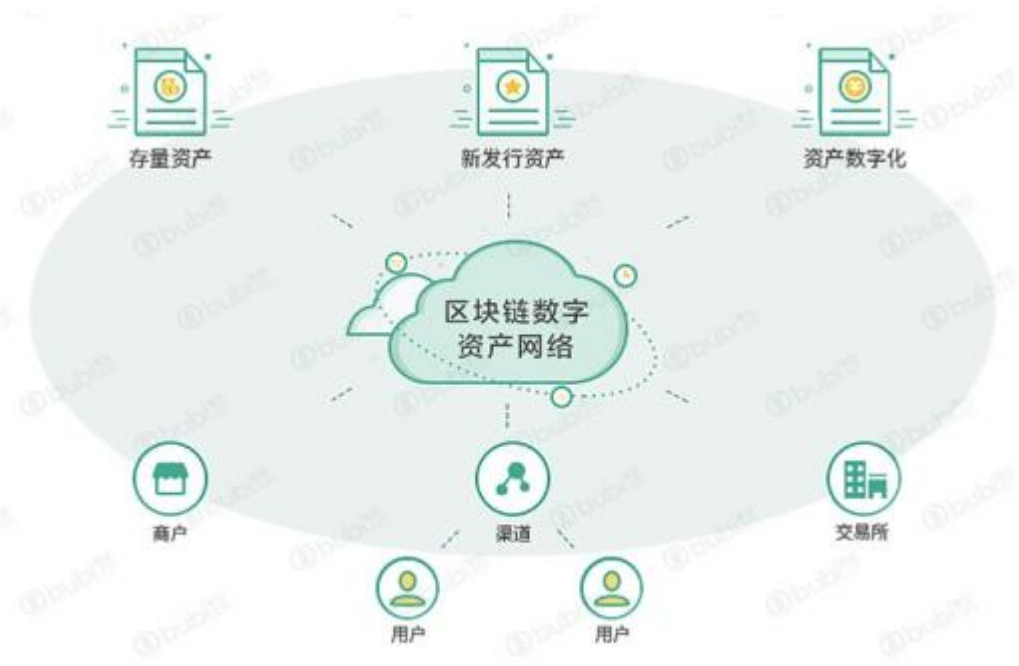 存量资产
新发行资产
资产数字化
区块链数字
资产网络
商户
渠道
交易所
用户
用户